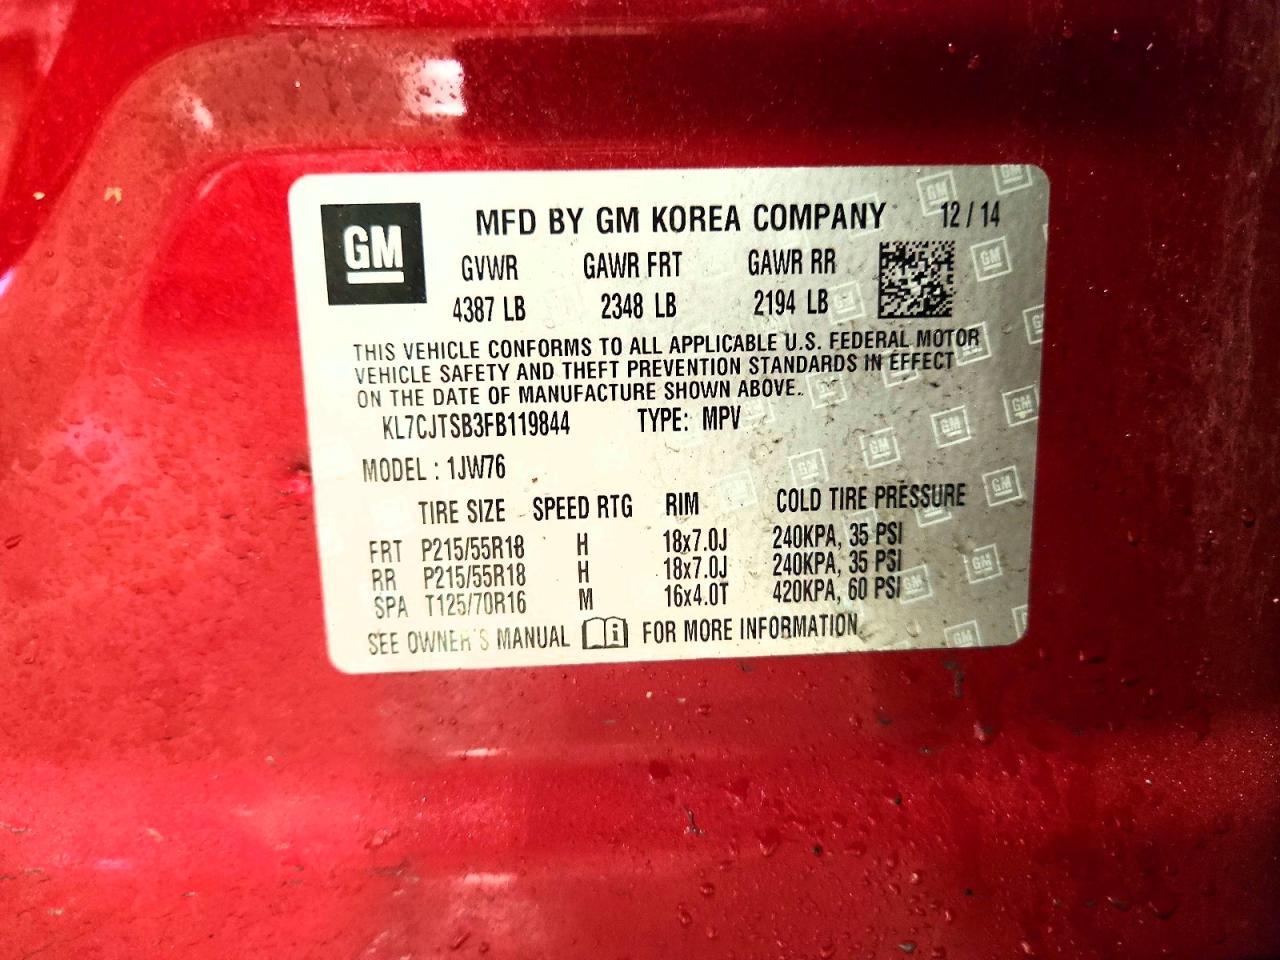 GM
MFD BY GM KOREA COMPANY 12 / 14
GVWR GAWR FRT GAWR RR
4387 LB 2348 LB 2194 LB
THIS VEHICLE CONFORMS TO ALL APPLICABLE U.S. FEDERAL MOTOR
VEHICLE SAFETY AND THEFT PREVENTION STANDARDS IN EFFECT
ON THE DATE OF MANUFACTURE SHOWN ABOVE.
KL7CJTSB3FB119844 TYPE: MPV
MODEL : 1JW76
TIRE SIZE SPEED RTG RIM COLD TIRE PRESSURE
FRT P215/55R18 H 18x7.0J 240KPA, 35 PSI
RR P215/55R18 H 18x7.0J 240KPA, 35 PSI
SPA T125/70R16 M 16x4.0T 420KPA, 60 PSI
SEE OWNER'S MANUAL FOR MORE INFORMATION